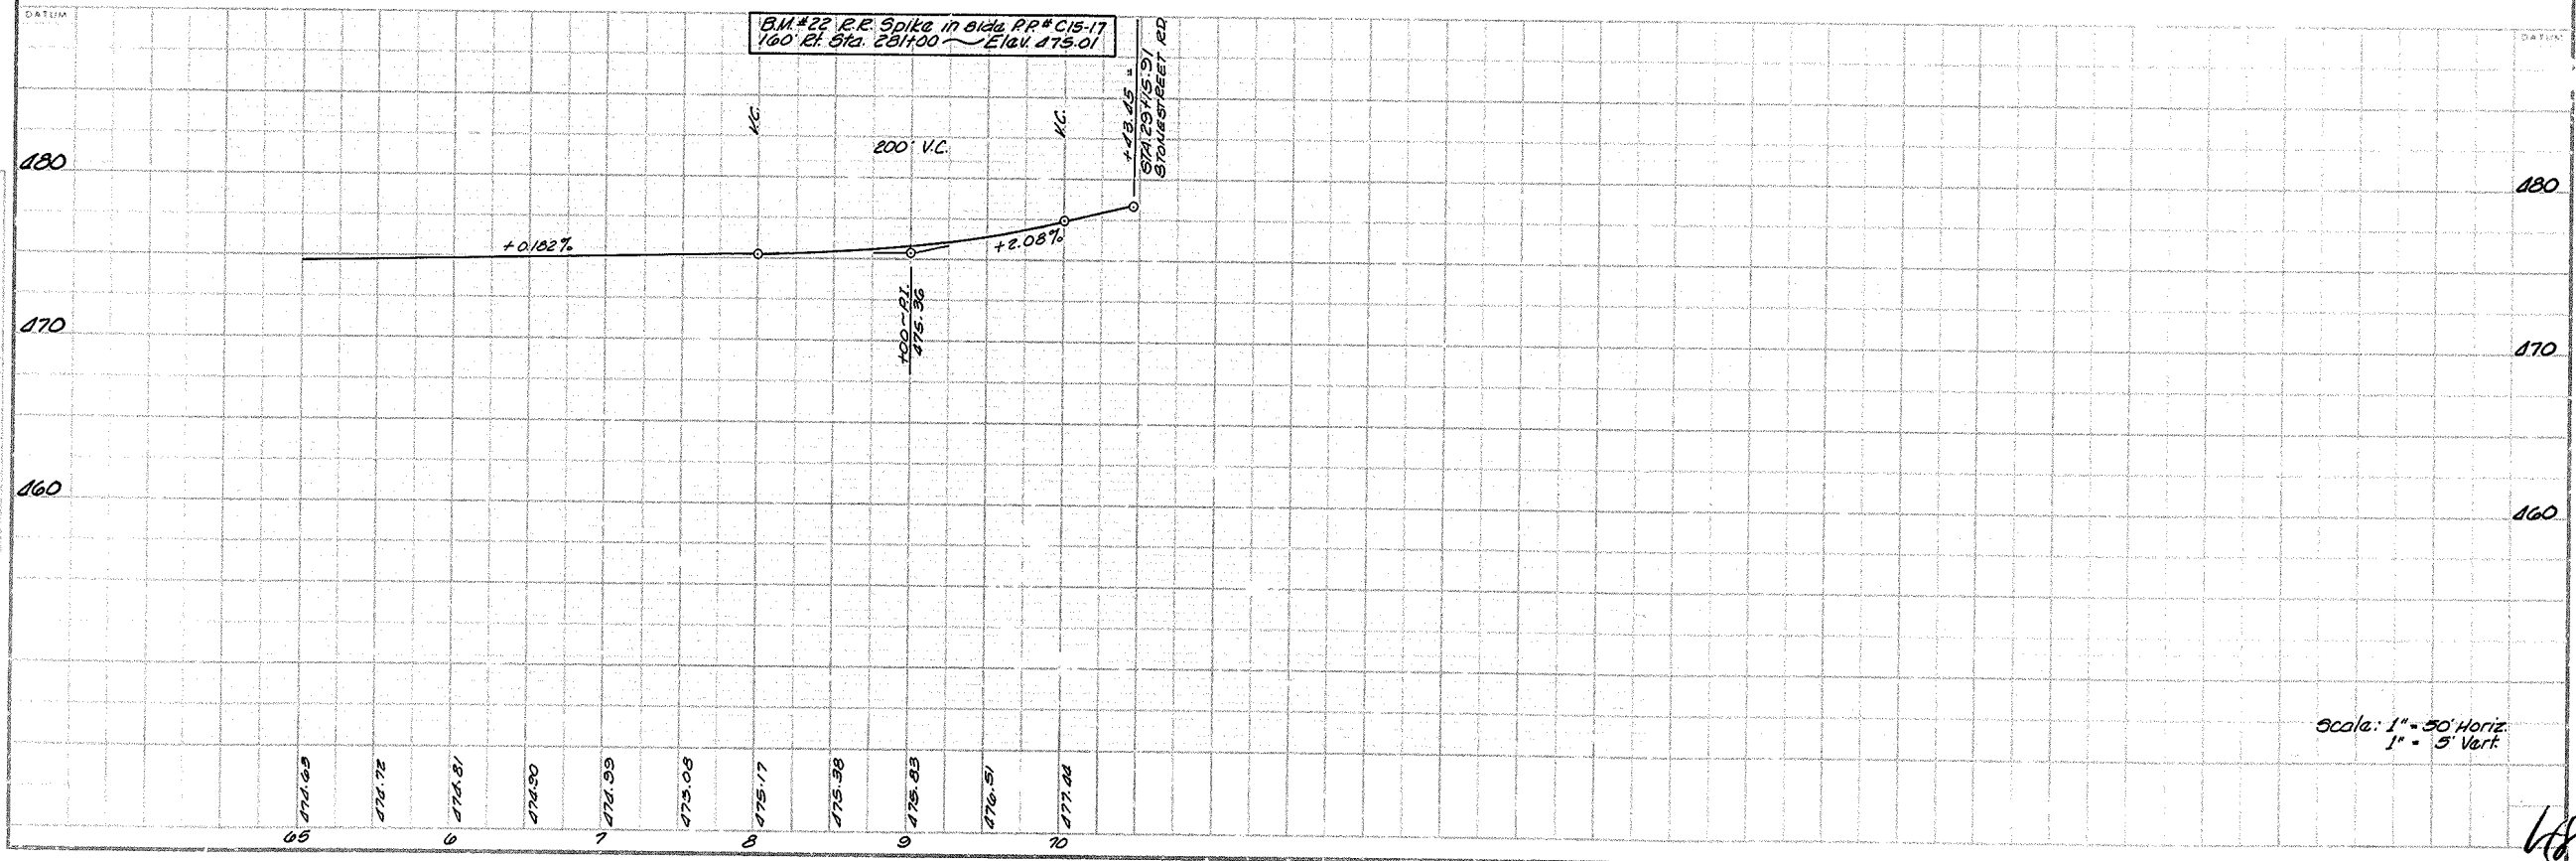 DATUM
B.M. #22 R.R. Spike in side P.P.# C15-17
160' Rt. Sta. 281+00 ~ Elev. 475.01
DATUM
V.C.
200' V.C.
V.C.
+43.45 =
STA. 29+15.91
STONESTREET RD.
480
480
+0.182%
+2.08%
+00~P.I.
475.36
470
470
460
460
Scale: 1" = 50' Horiz.
1" = 5' Vert.
474.63
474.72
474.81
474.90
474.99
475.08
475.17
475.38
475.83
476.51
477.44
65
6
7
8
9
70